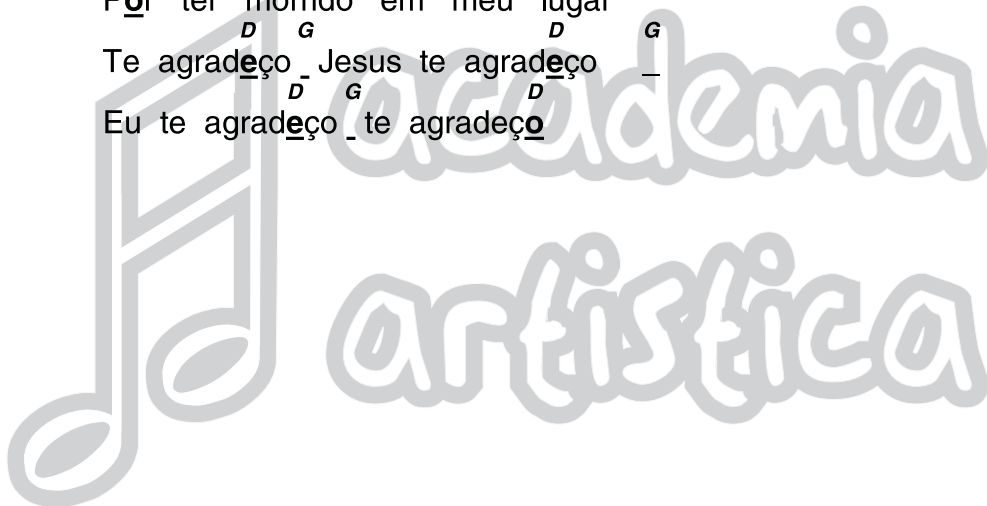 Por ter morrido em meu lugar
D G D G
Te agradeço _ Jesus te agradeço _
D G D
Eu te agradeço _ te agradeço
academia
artistica